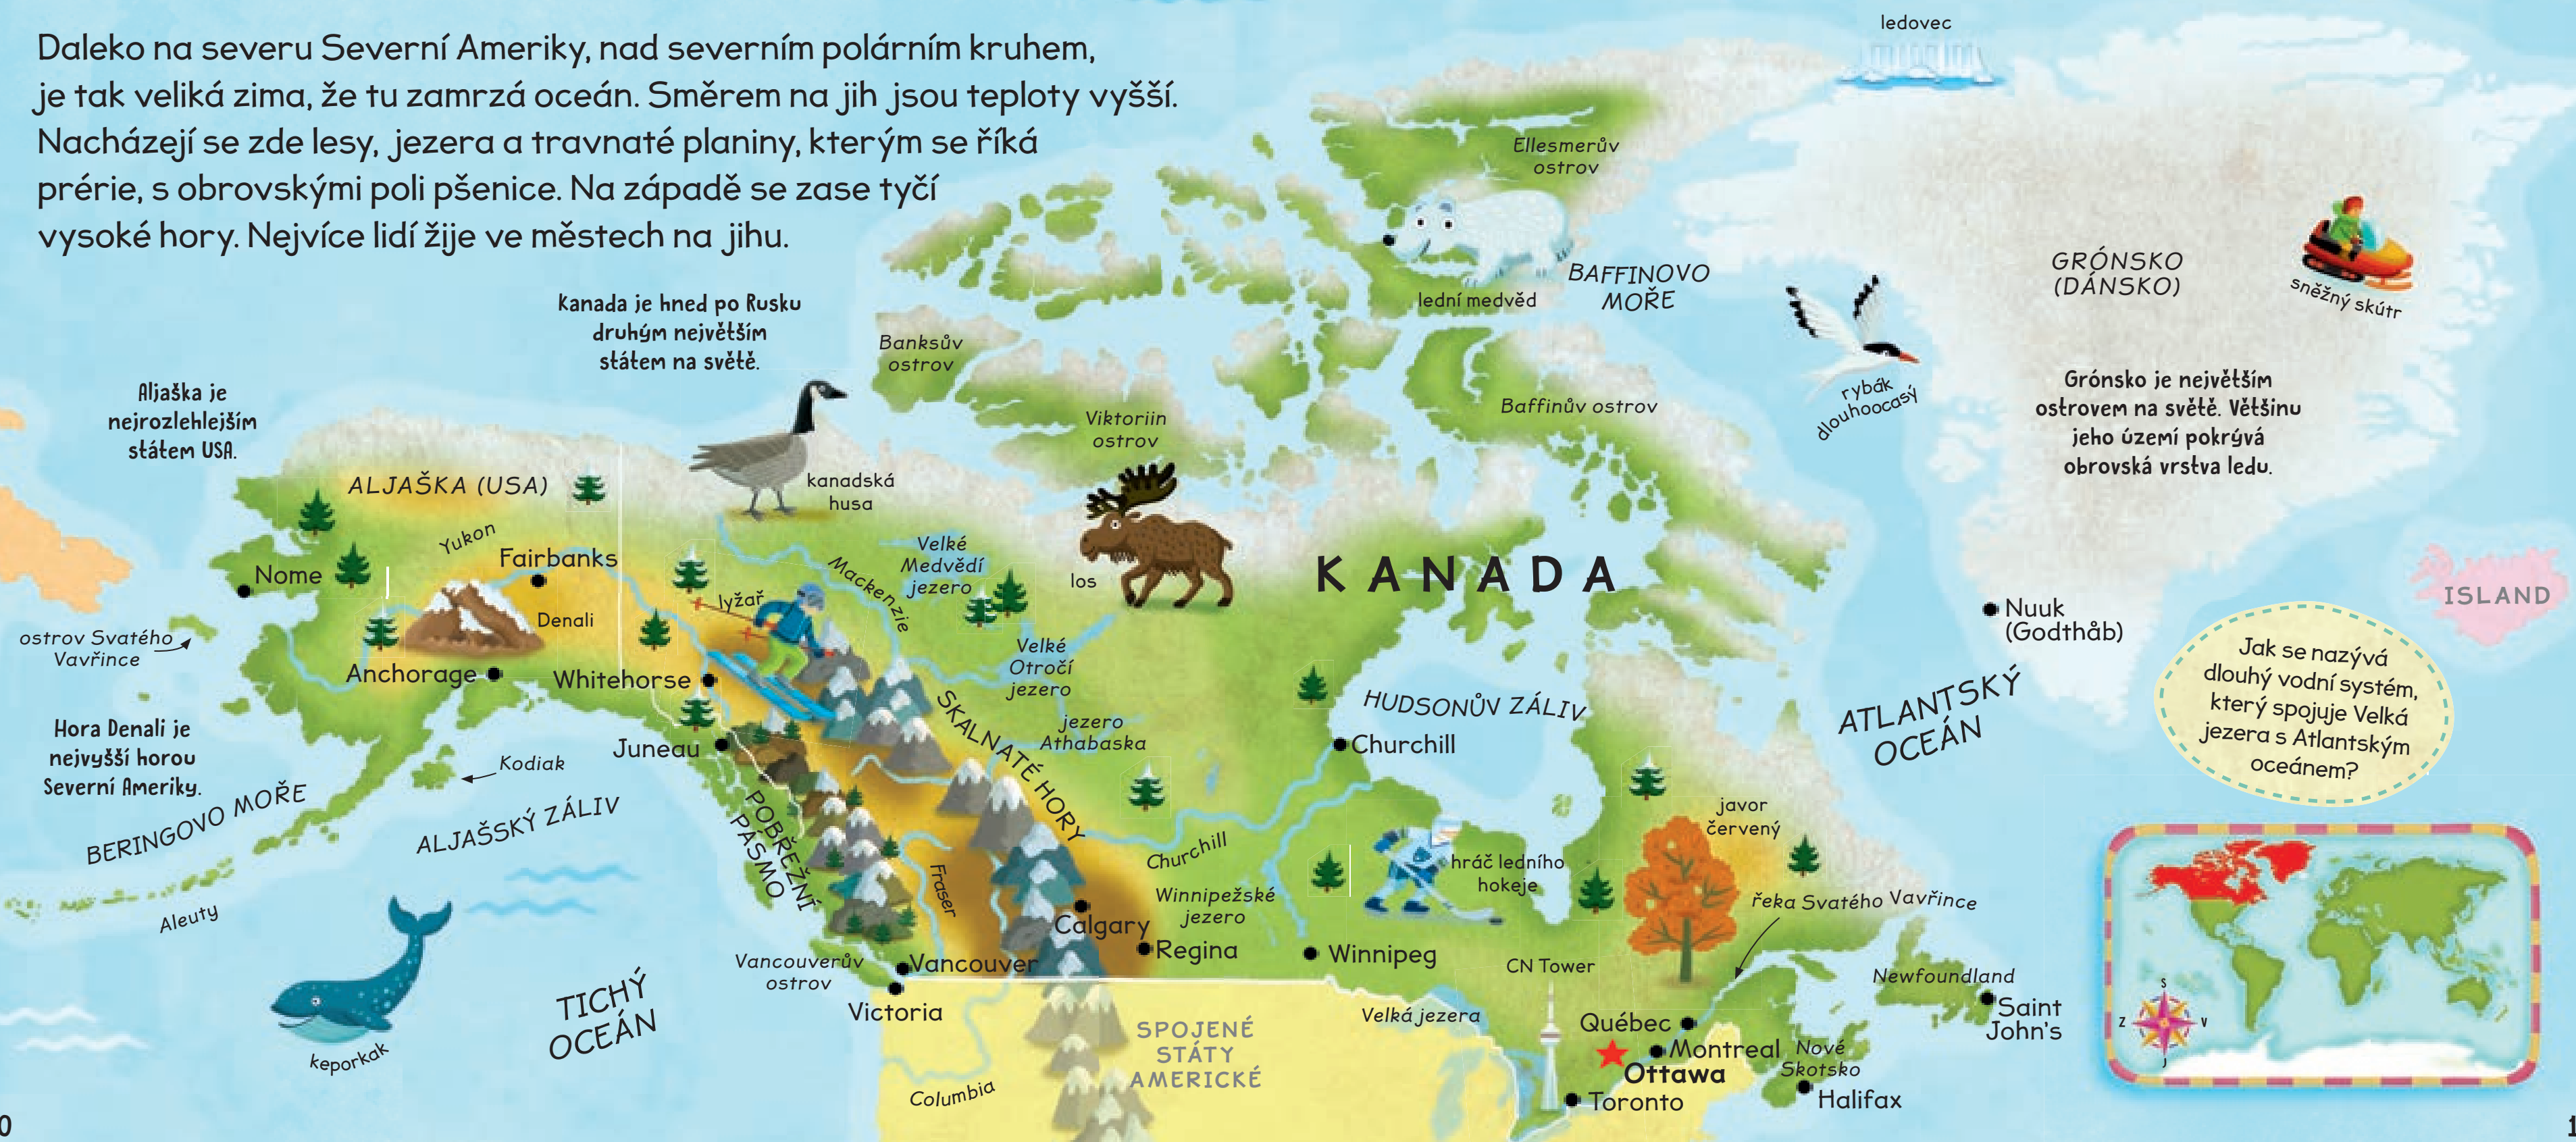 Daleko na severu Severní Ameriky, nad severním polárním kruhem,
je tak veliká zima, že tu zamrzá oceán. Směrem na jih jsou teploty vyšší.
Nacházejí se zde lesy, jezera a travnaté planiny, kterým se říká
prérie, s obrovskými poli pšenice. Na západě se zase tyčí
vysoké hory. Nejvíce lidí žije ve městech na jihu.
ledovec
Ellesmerův
ostrov
lední medvěd
BAFFINOVO
MOŘE
GRÓNSKO
(DÁNSKO)
sněžný skútr
Kanada je hned po Rusku
druhým největším
státem na světě.
Banksův
ostrov
rybák
dlouhoocasý
Grónsko je největším
ostrovem na světě. Většinu
jeho území pokrývá
obrovská vrstva ledu.
Aljaška je
nejrozlehlejším
státem USA.
Viktoriin
ostrov
Baffinův ostrov
ALJAŠKA (USA)
kanadská
husa
Yukon
Fairbanks
Nome
Denali
lyžař
Mackenzie
Velké
Medvědí
jezero
los
KANADA
Nuuk
(Godthåb)
ISLAND
ostrov Svatého
Vavřince
Anchorage
Whitehorse
Velké
Otročí
jezero
SKALNATÉ HORY
HUDSONŮV ZÁLIV
ATLANTSKÝ
OCEÁN
Jak se nazývá
dlouhý vodní systém,
který spojuje Velká
jezera s Atlantským
oceánem?
Hora Denali je
nejvyšší horou
Severní Ameriky.
Juneau
jezero
Athabaska
Churchill
Kodiak
BERINGOVO MOŘE
ALJAŠSKÝ ZÁLIV
POBŘEŽNÍ
PÁSMO
javor
červený
Churchill
hráč ledního
hokeje
Fraser
Winnipežské
jezero
řeka Svatého Vavřince
Aleuty
Calgary
Regina
Winnipeg
Vancouverův
ostrov
Vancouver
CN Tower
Newfoundland
Saint
John's
TICHÝ
OCEÁN
Victoria
SPOJENÉ
STÁTY
AMERICKÉ
Velká jezera
Québec
Montreal
Ottawa
Nové
Skotsko
keporkak
Columbia
Toronto
Halifax
S
Z
V
J
0
1